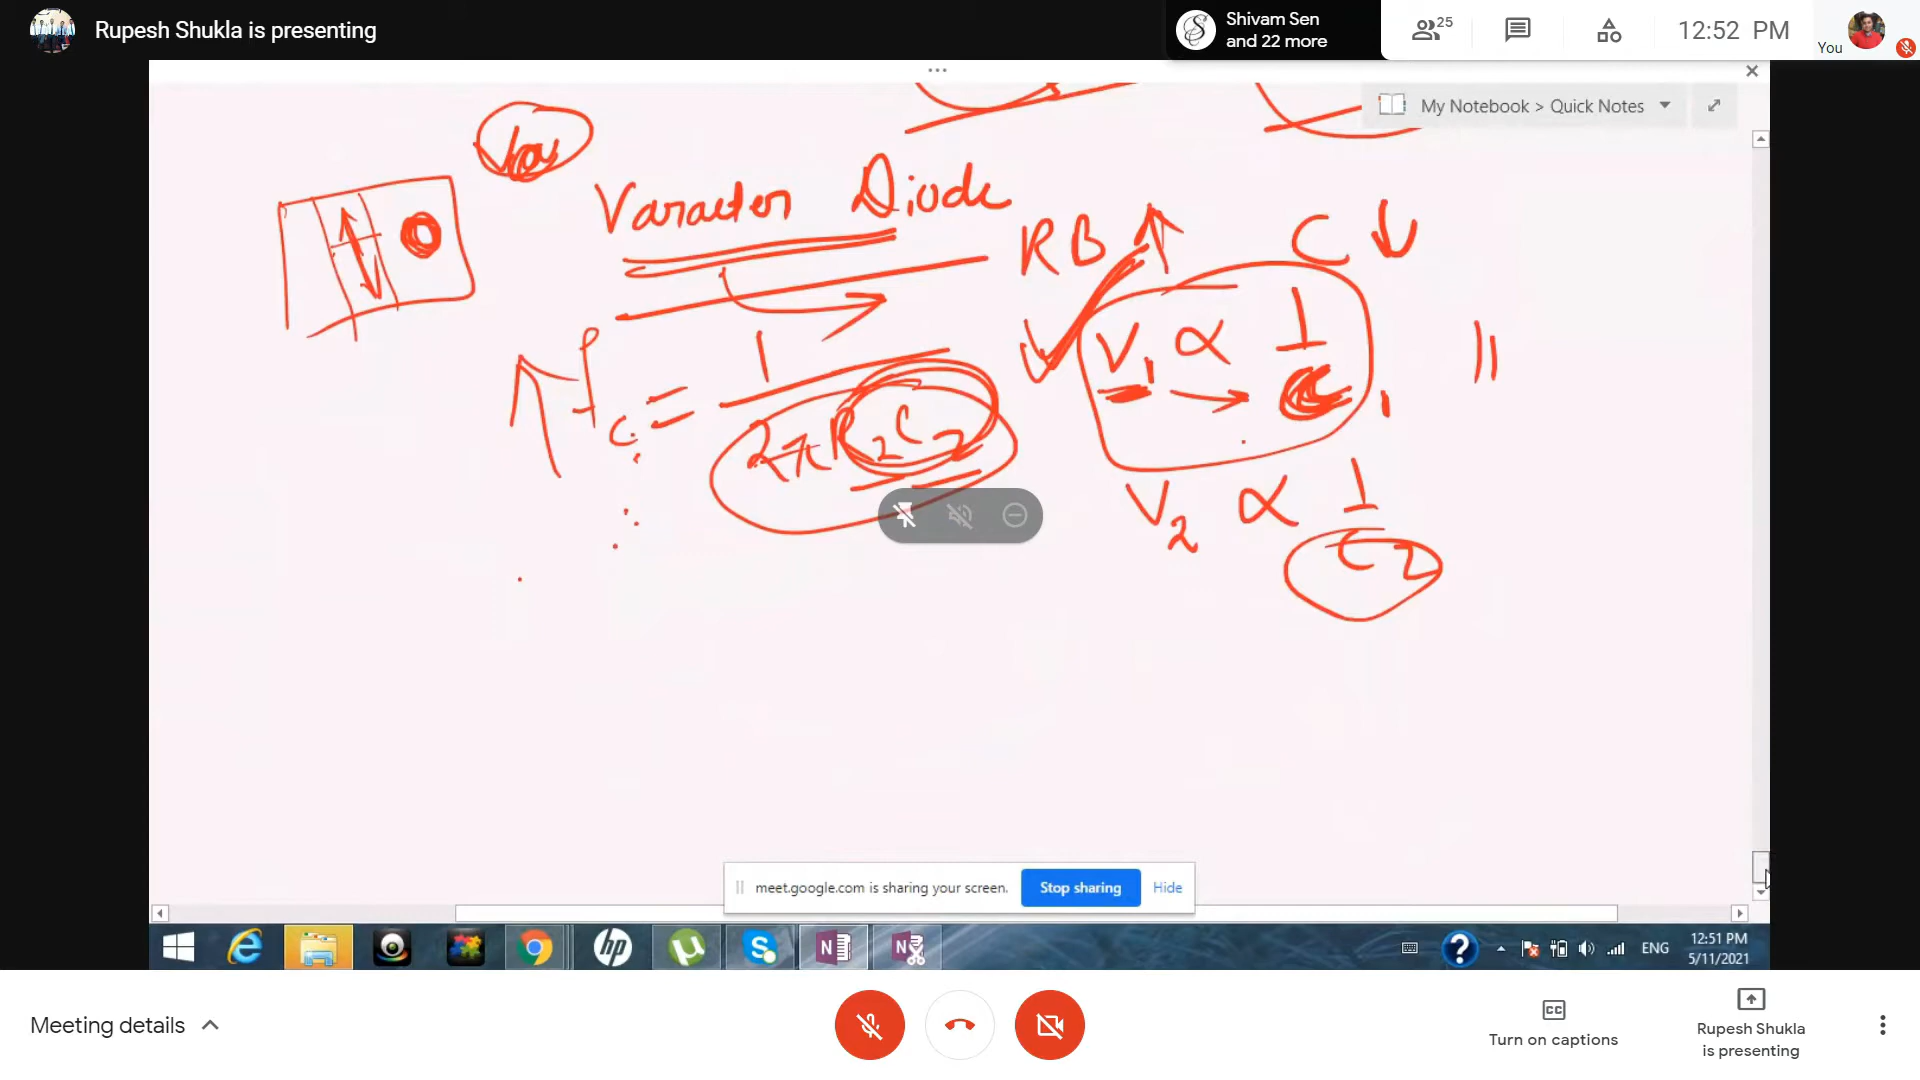 Rupesh Shukla is presenting
Shivam Sen
and 22 more
25
12:52 PM
You
My Notebook > Quick Notes
Varactor Diode
RB ↑ C ↓
V1 ∝ 1
C1
↑ fc = 1
2πR2C2
V2 ∝ 1
C2
meet.google.com is sharing your screen.
Stop sharing
Hide
hp
ENG
12:51 PM
5/11/2021
Meeting details
Turn on captions
Rupesh Shukla
is presenting